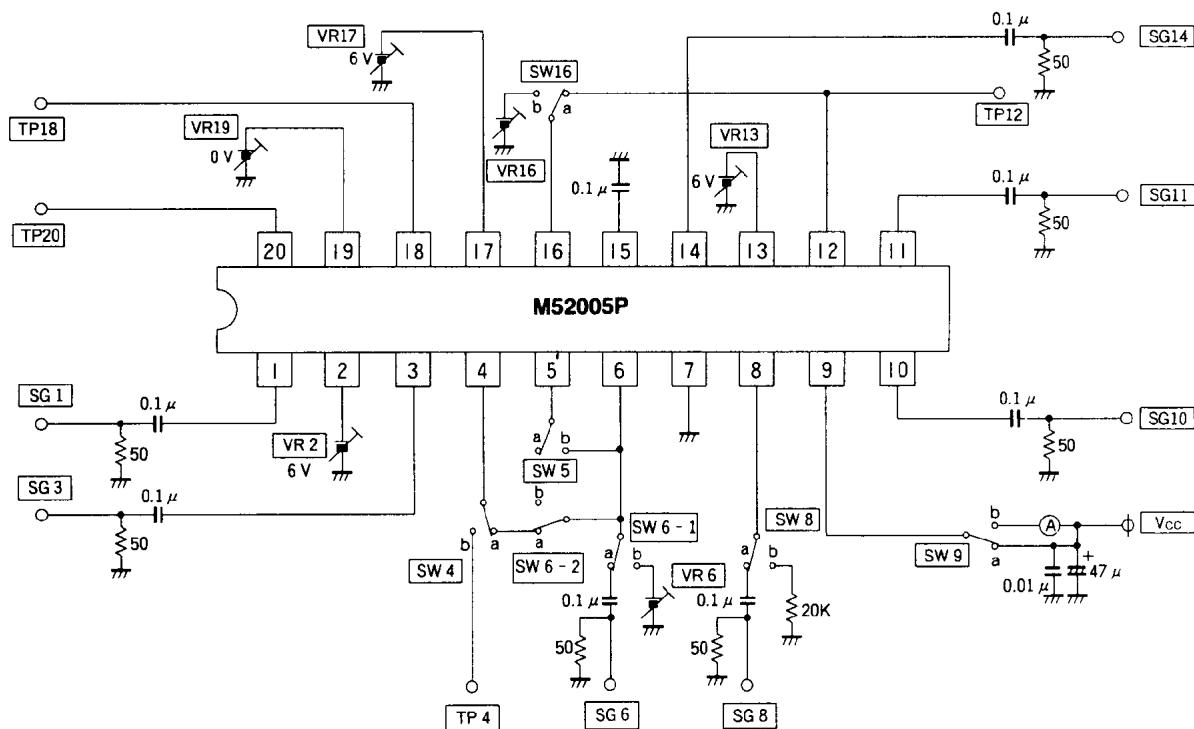 0.1 μ
SG14
50
VR17
6 V
SW16
b
a
TP12
TP18
VR19
0 V
VR16
VR13
6 V
0.1 μ
0.1 μ
SG11
50
TP20
20
19
18
17
16
15
14
13
12
11
M52005P
1
2
3
4
5
6
7
8
9
10
SG 1
0.1 μ
50
VR 2
6 V
a
b
SW 5
0.1 μ
SG10
50
SG 3
0.1 μ
50
b
SW 4
b
a
a
SW 6 - 2
SW 6 - 1
a
b
VR 6
0.1 μ
50
SW 8
a
b
0.1 μ
20K
50
SW 9
b
a
A
VCC
+
47 μ
0.01 μ
TP 4
SG 6
SG 8